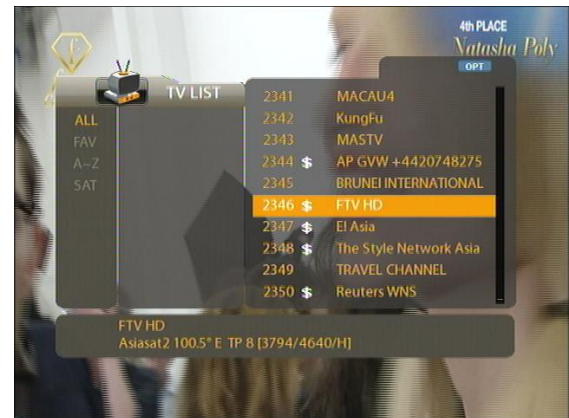 4th PLACE
Natasha Poly
OPT
TV LIST
ALL
FAV
A~Z
SAT
2341 MACAU4
2342 KungFu
2343 MASTV
2344 $ AP GVW +4420748275
2345 BRUNEI INTERNATIONAL
2346 $ FTV HD
2347 $ E! Asia
2348 $ The Style Network Asia
2349 TRAVEL CHANNEL
2350 $ Reuters WNS
FTV HD
Asiasat2 100.5° E TP 8 [3794/4640/H]